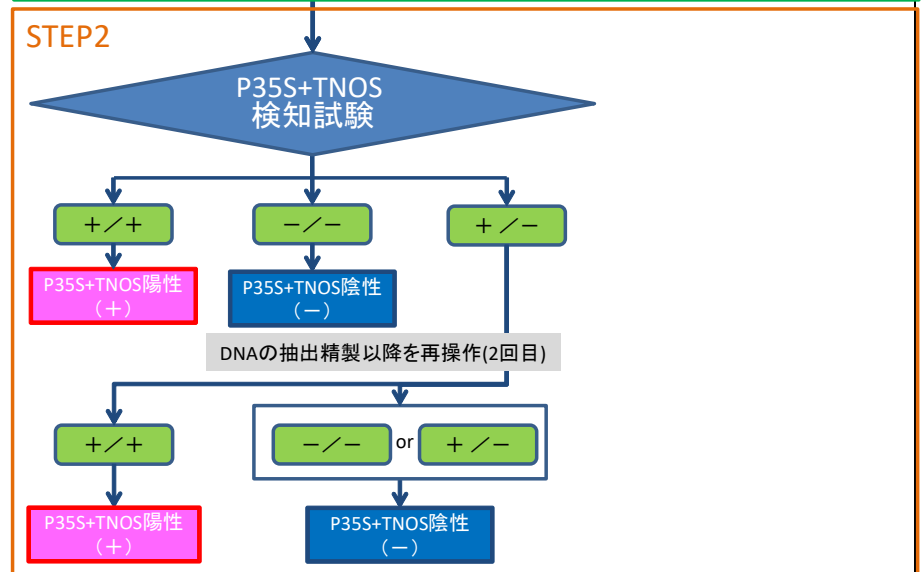 STEP2
P35S+TNOS
検知試験
+/+
-/-
+/-
P35S+TNOS陽性
(+)
P35S+TNOS陰性
(-)
DNAの抽出精製以降を再操作(2回目)
+/+
-/-
or
+/-
P35S+TNOS陽性
(+)
P35S+TNOS陰性
(-)